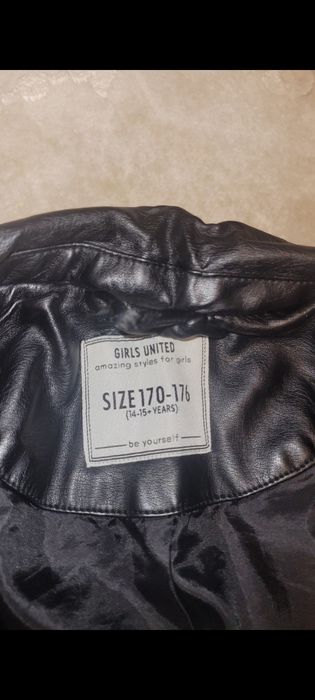 GIRLS UNITED
amazing styles for girls
SIZE 170-176
(14-15+ YEARS)
be yourself